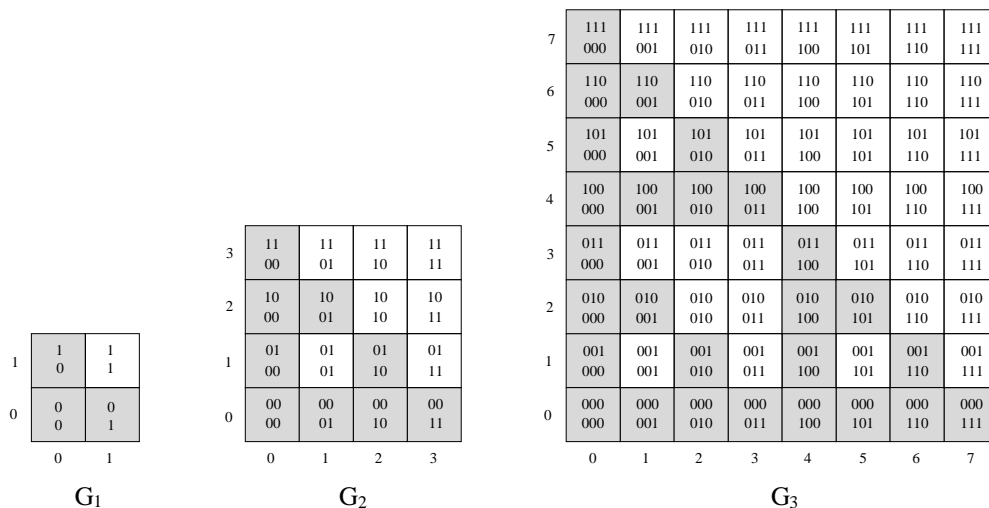 1 1 1
0 1
0 0 0
0 1
0 1
G1
3 11 11 11 11
00 01 10 11
2 10 10 10 10
00 01 10 11
1 01 01 01 01
00 01 10 11
0 00 00 00 00
00 01 10 11
0 1 2 3
G2
7 111 111 111 111 111 111 111 111
000 001 010 011 100 101 110 111
6 110 110 110 110 110 110 110 110
000 001 010 011 100 101 110 111
5 101 101 101 101 101 101 101 101
000 001 010 011 100 101 110 111
4 100 100 100 100 100 100 100 100
000 001 010 011 100 101 110 111
3 011 011 011 011 011 011 011 011
000 001 010 011 100 101 110 111
2 010 010 010 010 010 010 010 010
000 001 010 011 100 101 110 111
1 001 001 001 001 001 001 001 001
000 001 010 011 100 101 110 111
0 000 000 000 000 000 000 000 000
000 001 010 011 100 101 110 111
0 1 2 3 4 5 6 7
G3